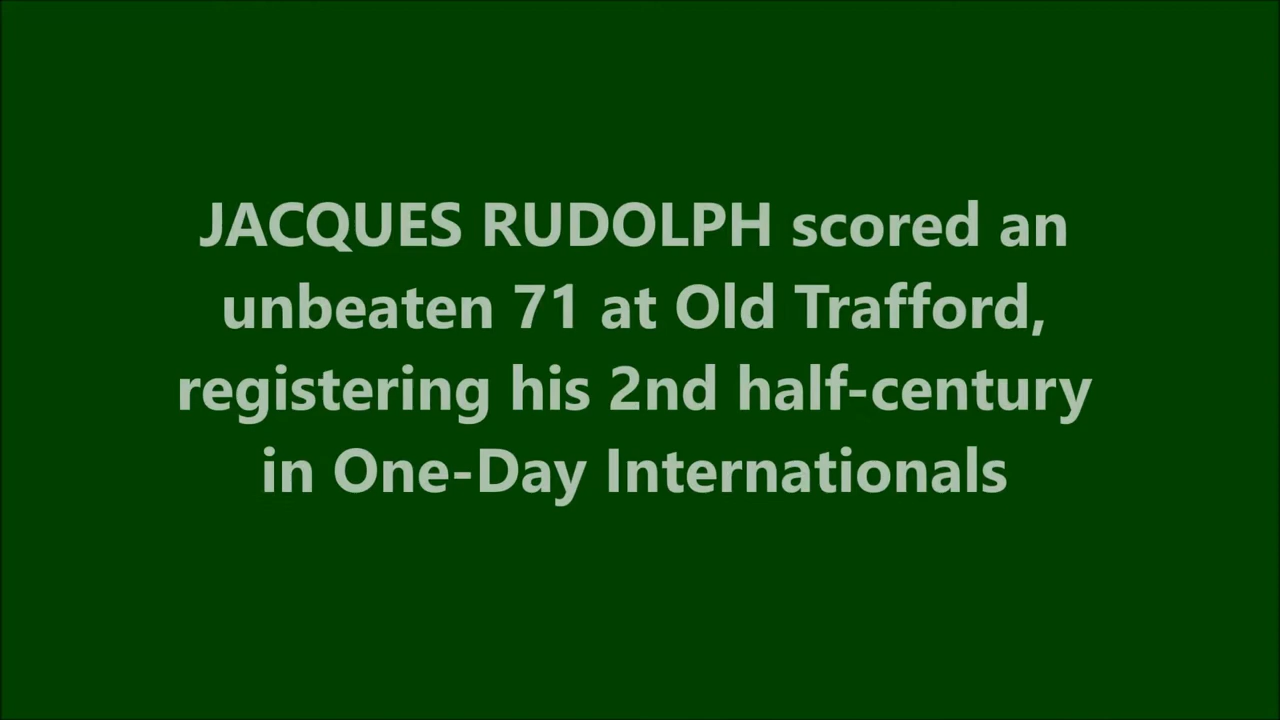 JACQUES RUDOLPH scored an
unbeaten 71 at Old Trafford,
registering his 2nd half-century
in One-Day Internationals